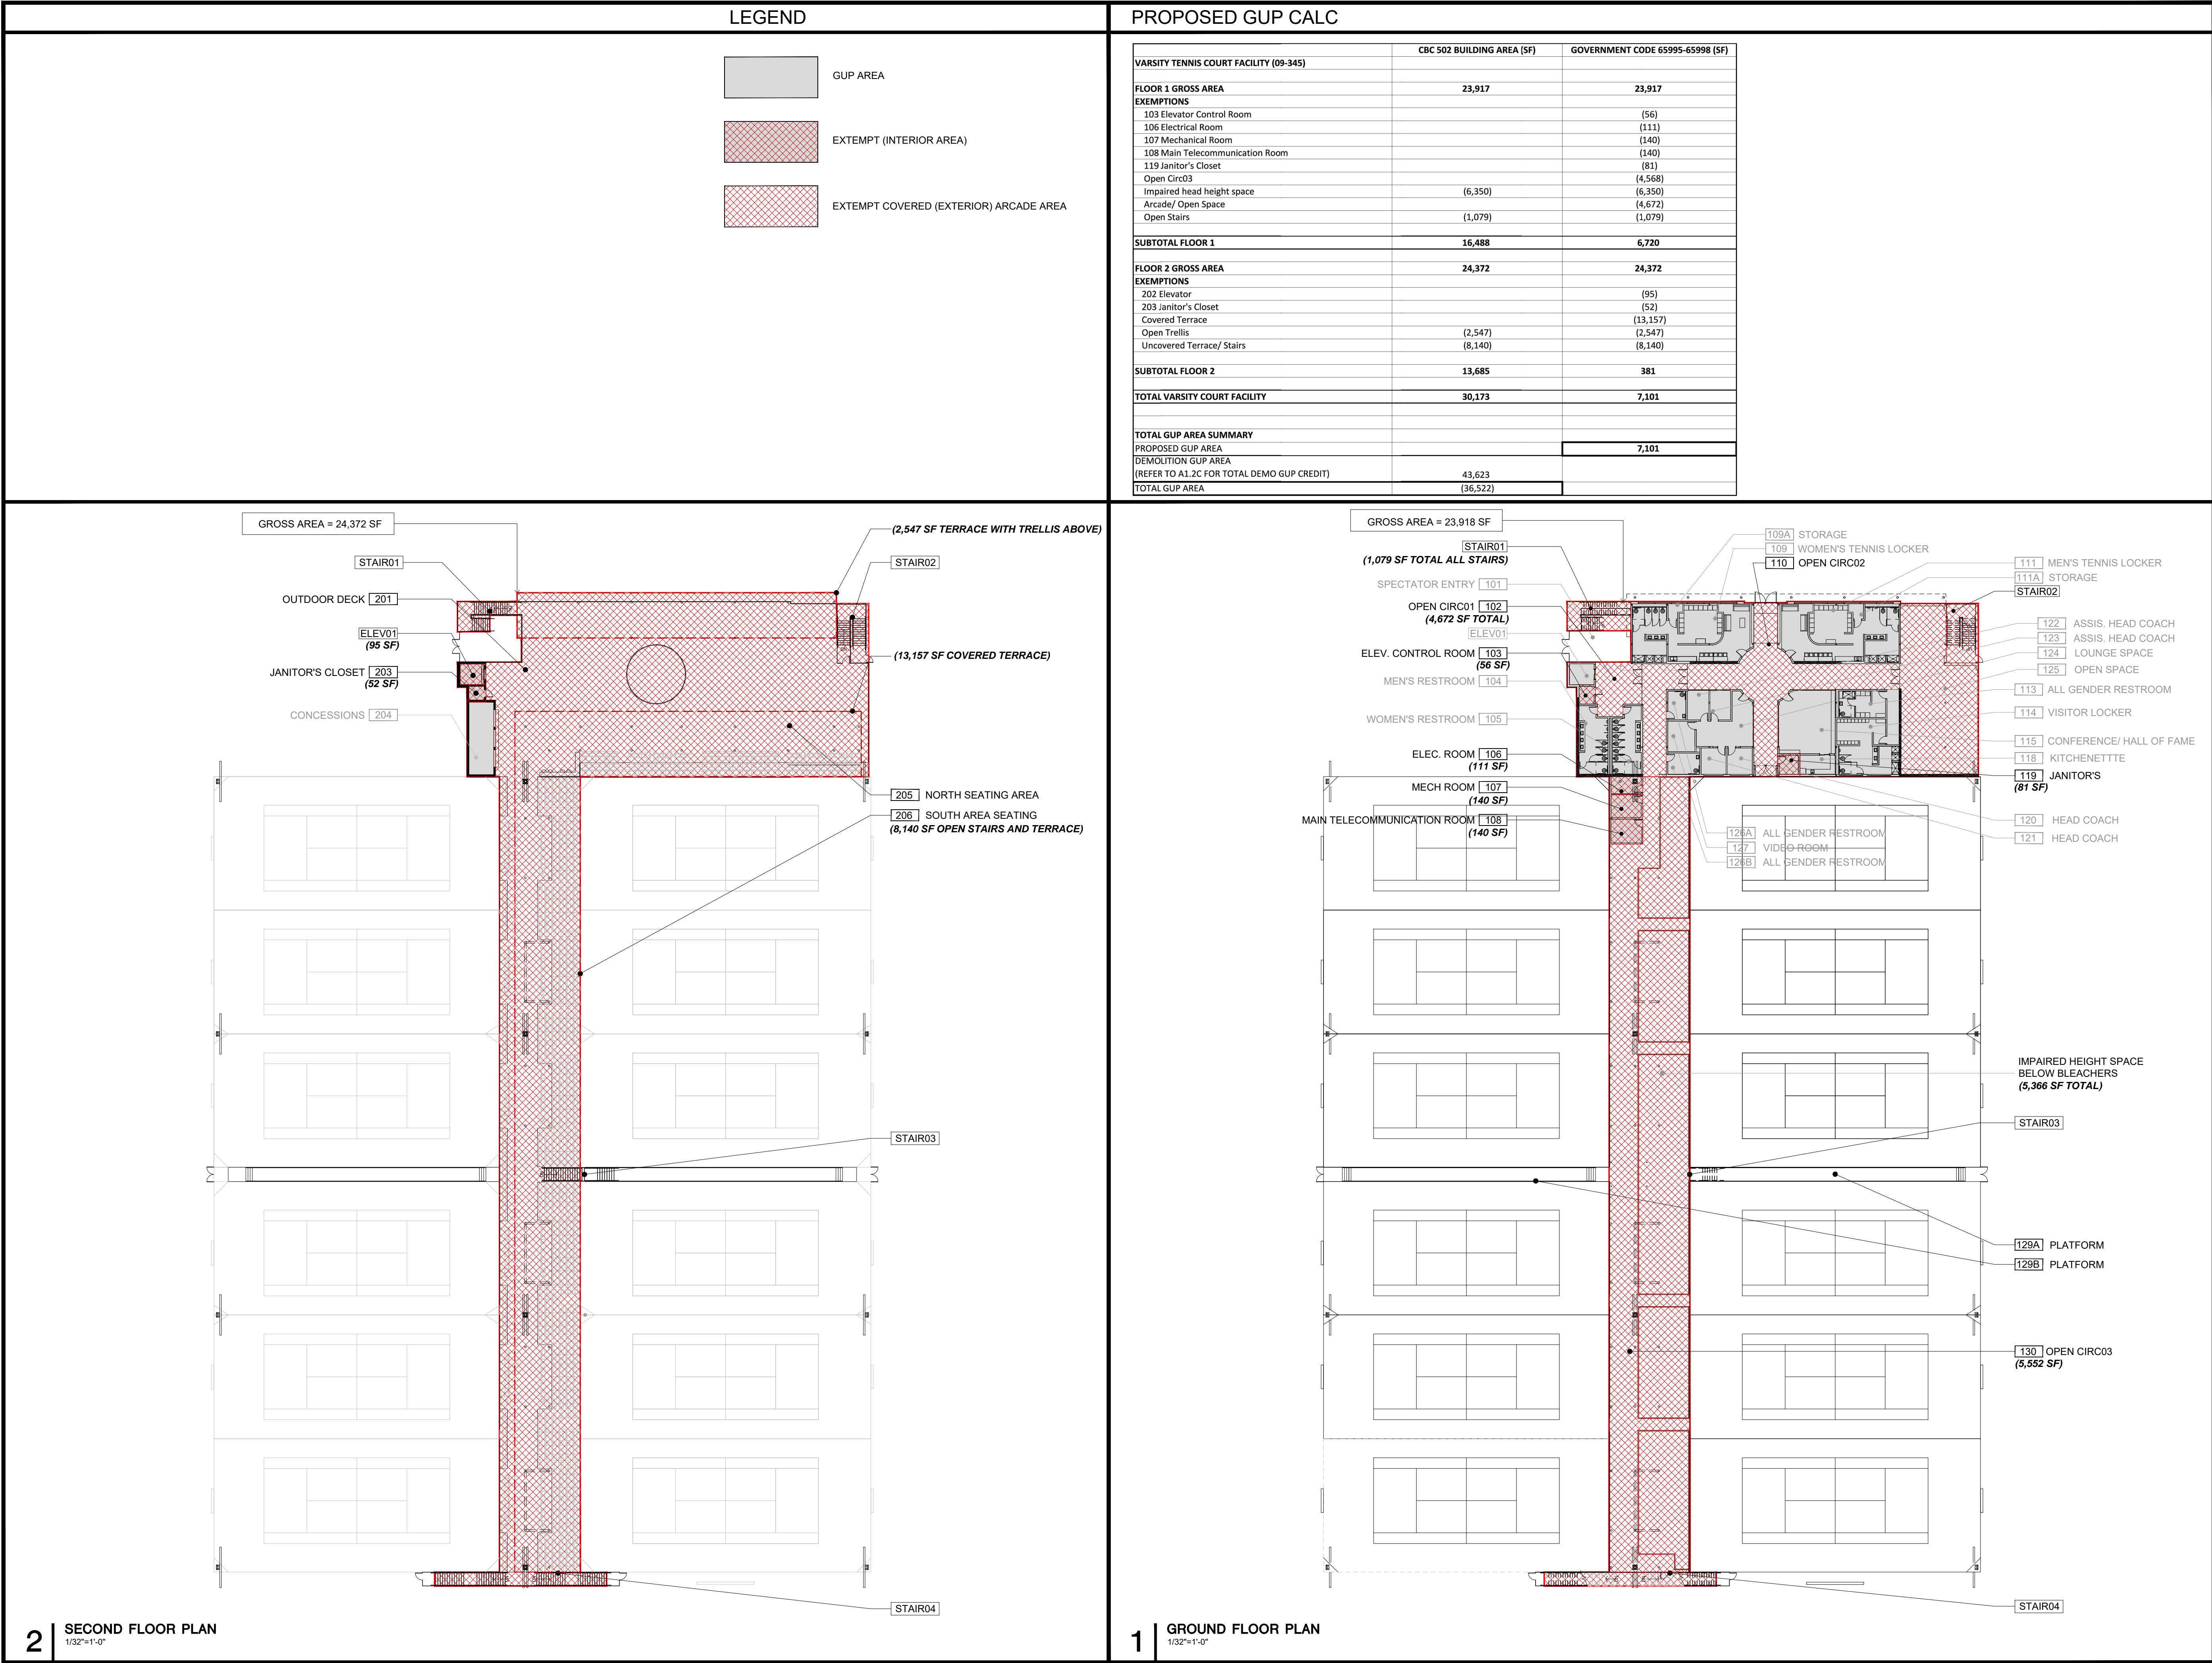 LEGEND
GUP AREA
EXTEMPT (INTERIOR AREA)
EXTEMPT COVERED (EXTERIOR) ARCADE AREA
PROPOSED GUP CALC
CBC 502 BUILDING AREA (SF) GOVERNMENT CODE 65995-65998 (SF)
VARSITY TENNIS COURT FACILITY (09-345)
FLOOR 1 GROSS AREA 23,917 23,917
EXEMPTIONS
103 Elevator Control Room (56)
106 Electrical Room (111)
107 Mechanical Room (140)
108 Main Telecommunication Room (140)
119 Janitor's Closet (81)
Open Circ03 (4,568)
Impaired head height space (6,350) (6,350)
Arcade/ Open Space (4,672)
Open Stairs (1,079) (1,079)
SUBTOTAL FLOOR 1 16,488 6,720
FLOOR 2 GROSS AREA 24,372 24,372
EXEMPTIONS
202 Elevator (95)
203 Janitor's Closet (52)
Covered Terrace (13,157)
Open Trellis (2,547) (2,547)
Uncovered Terrace/ Stairs (8,140) (8,140)
SUBTOTAL FLOOR 2 13,685 381
TOTAL VARSITY COURT FACILITY 30,173 7,101
TOTAL GUP AREA SUMMARY
PROPOSED GUP AREA 7,101
DEMOLITION GUP AREA
(REFER TO A1.2C FOR TOTAL DEMO GUP CREDIT) 43,623
TOTAL GUP AREA (36,522)
GROSS AREA = 24,372 SF
STAIR01
OUTDOOR DECK 201
ELEV01
(95 SF)
JANITOR'S CLOSET 203
(52 SF)
CONCESSIONS 204
(2,547 SF TERRACE WITH TRELLIS ABOVE)
STAIR02
(13,157 SF COVERED TERRACE)
205 NORTH SEATING AREA
206 SOUTH AREA SEATING
(8,140 SF OPEN STAIRS AND TERRACE)
STAIR03
STAIR04
2 SECOND FLOOR PLAN
1/32"=1'-0"
GROSS AREA = 23,918 SF
STAIR01
(1,079 SF TOTAL ALL STAIRS)
SPECTATOR ENTRY 101
OPEN CIRC01 102
(4,672 SF TOTAL)
ELEV01
ELEV. CONTROL ROOM 103
(56 SF)
MEN'S RESTROOM 104
WOMEN'S RESTROOM 105
ELEC. ROOM 106
(111 SF)
MECH ROOM 107
(140 SF)
MAIN TELECOMMUNICATION ROOM 108
(140 SF)
109A STORAGE
109 WOMEN'S TENNIS LOCKER
110 OPEN CIRC02
111 MEN'S TENNIS LOCKER
111A STORAGE
STAIR02
122 ASSIS. HEAD COACH
123 ASSIS. HEAD COACH
124 LOUNGE SPACE
125 OPEN SPACE
113 ALL GENDER RESTROOM
114 VISITOR LOCKER
115 CONFERENCE/ HALL OF FAME
118 KITCHENETTTE
119 JANITOR'S
(81 SF)
120 HEAD COACH
121 HEAD COACH
126A ALL GENDER RESTROOM
127 VIDEO ROOM
126B ALL GENDER RESTROOM
IMPAIRED HEIGHT SPACE
BELOW BLEACHERS
(5,366 SF TOTAL)
STAIR03
129A PLATFORM
129B PLATFORM
130 OPEN CIRC03
(5,552 SF)
STAIR04
1 GROUND FLOOR PLAN
1/32"=1'-0"